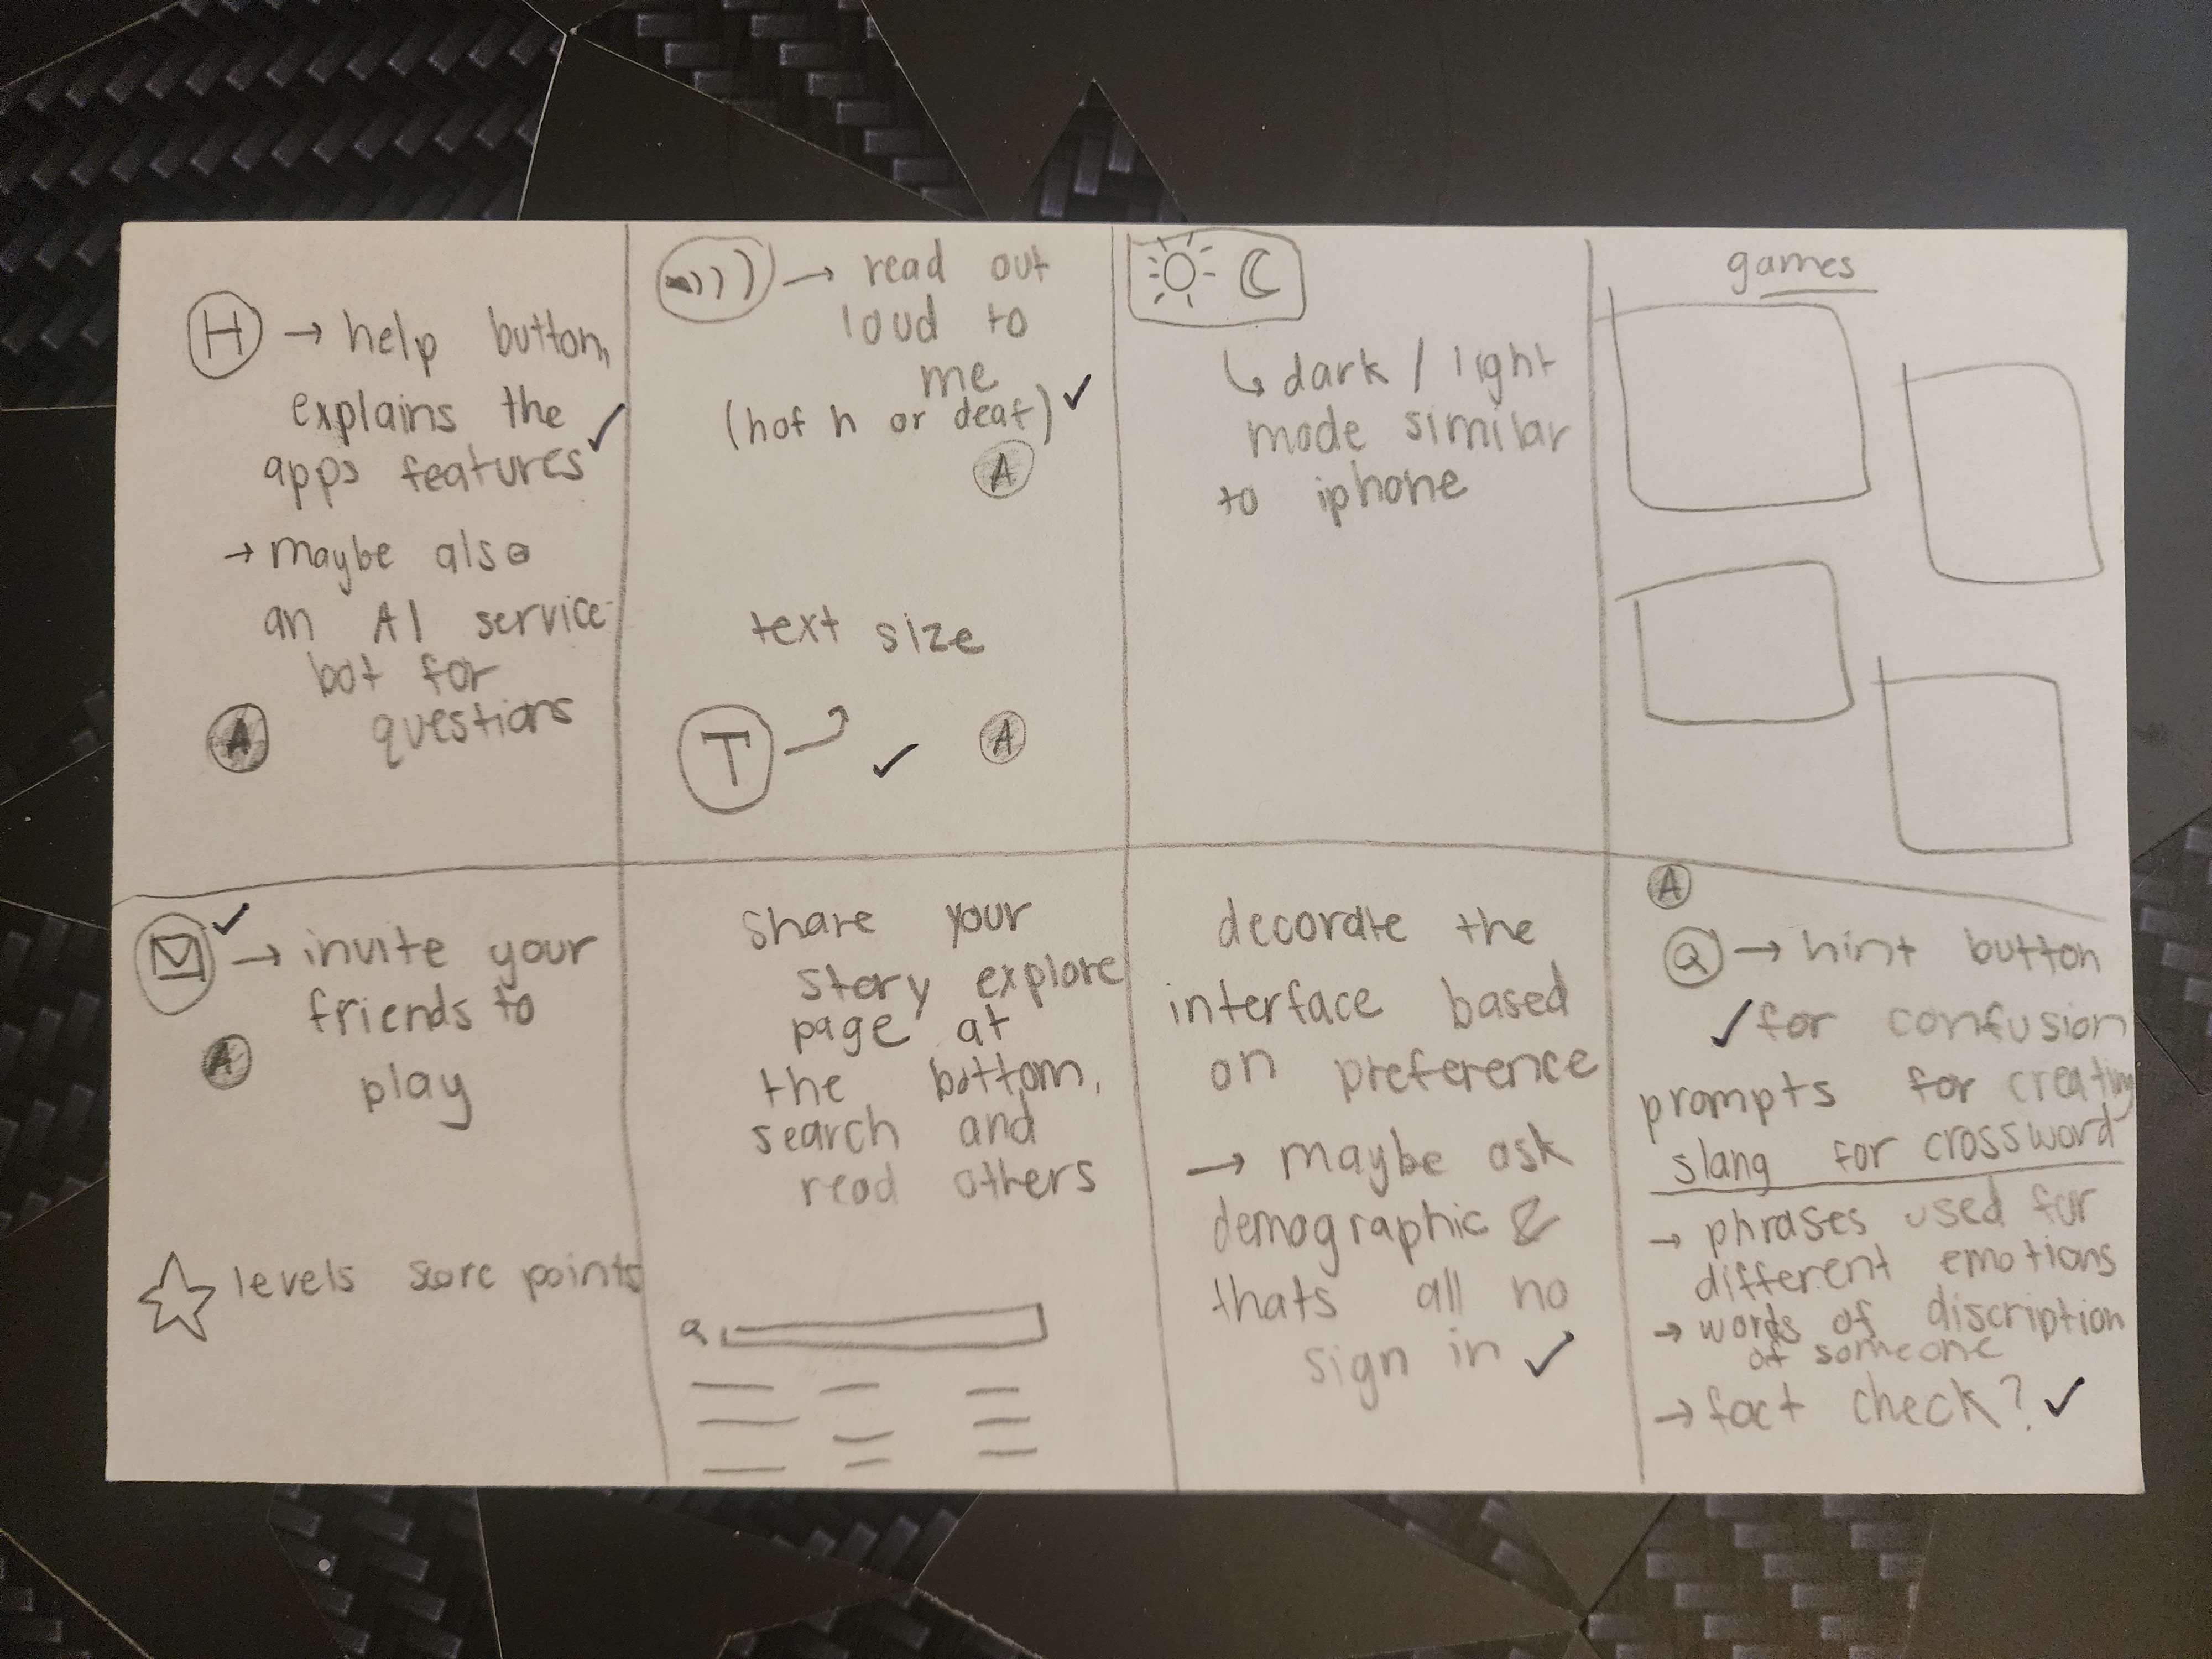 H → help button,
explains the
apps features ✓
→ maybe also
an AI service
bot for
questions
A
→ read out
loud to
me
(hof h or deaf) ✓
A
text size
T ✓ A
↳ dark / light
mode similar
to iphone
games
✓ → invite your
friends to
A
play
levels score points
share your
story explore
page at
the bottom,
search and
read others
decorate the
interface based
on preference
→ maybe ask
demographic &
thats all no
sign in ✓
A
Q → hint button
✓ for confusion
prompts for creating
slang for crossword
→ phrases used for
different emotions
→ words of discription
of someone
→ fact check? ✓